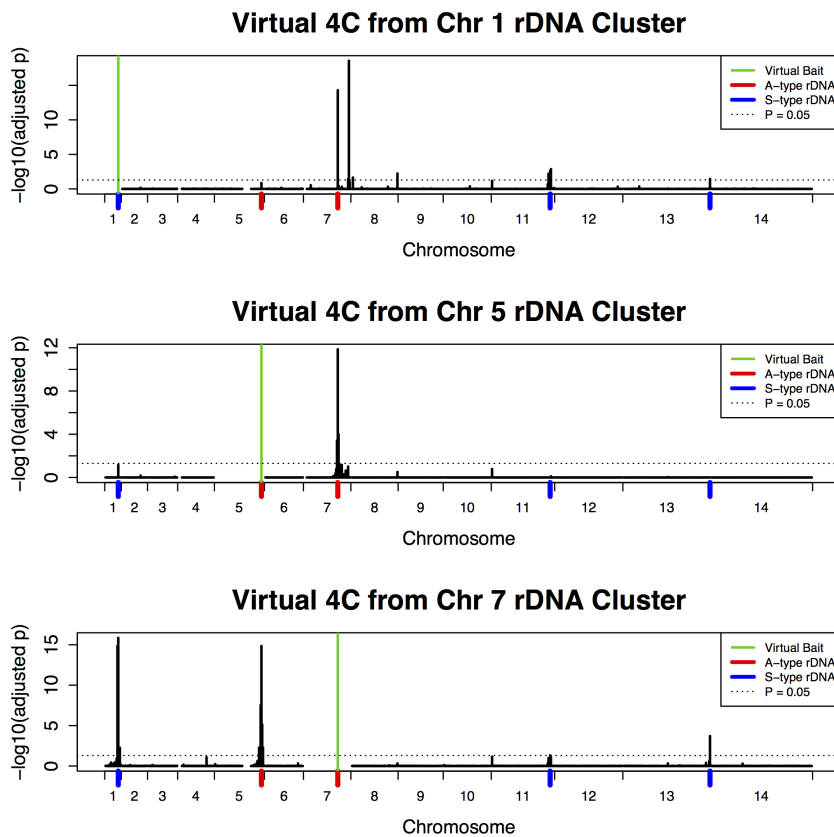 Virtual 4C from Chr 1 rDNA Cluster
−log10(adjusted p)
10
5
0
Virtual Bait
A−type rDNA
S−type rDNA
P = 0.05
1 2 3 4 5 6 7 8 9 10 11 12 13 14
Chromosome
Virtual 4C from Chr 5 rDNA Cluster
−log10(adjusted p)
12
8
4
0
Virtual Bait
A−type rDNA
S−type rDNA
P = 0.05
1 2 3 4 5 6 7 8 9 10 11 12 13 14
Chromosome
Virtual 4C from Chr 7 rDNA Cluster
−log10(adjusted p)
15
10
5
0
Virtual Bait
A−type rDNA
S−type rDNA
P = 0.05
1 2 3 4 5 6 7 8 9 10 11 12 13 14
Chromosome